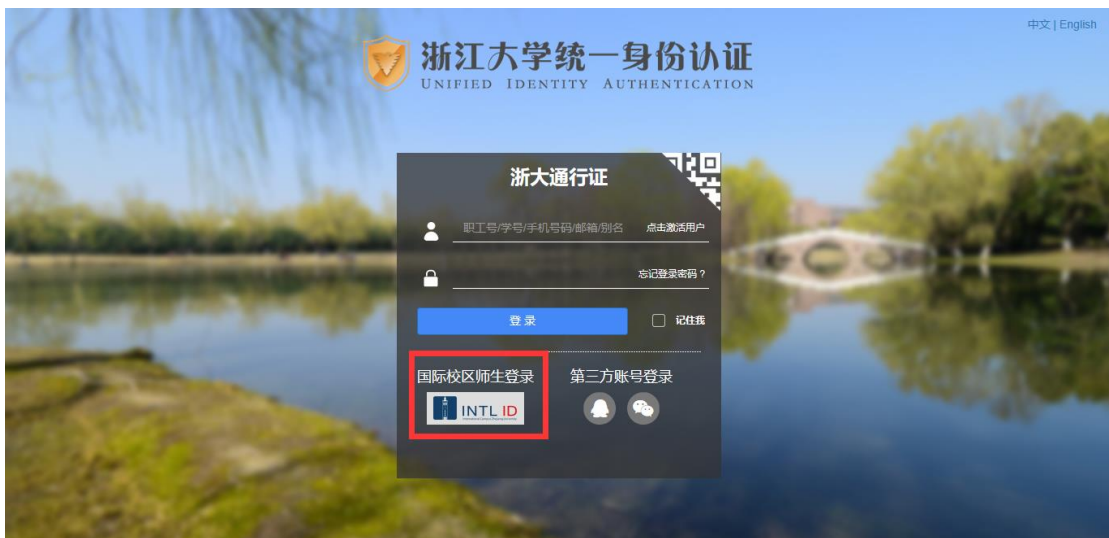 中文 | English
浙江大学统一身份认证
UNIFIED IDENTITY AUTHENTICATION
浙大通行证
职工号/学号/手机号码/邮箱/别名 点击激活用户
忘记登录密码？
登 录 记住我
国际校区师生登录 第三方账号登录
INTL ID